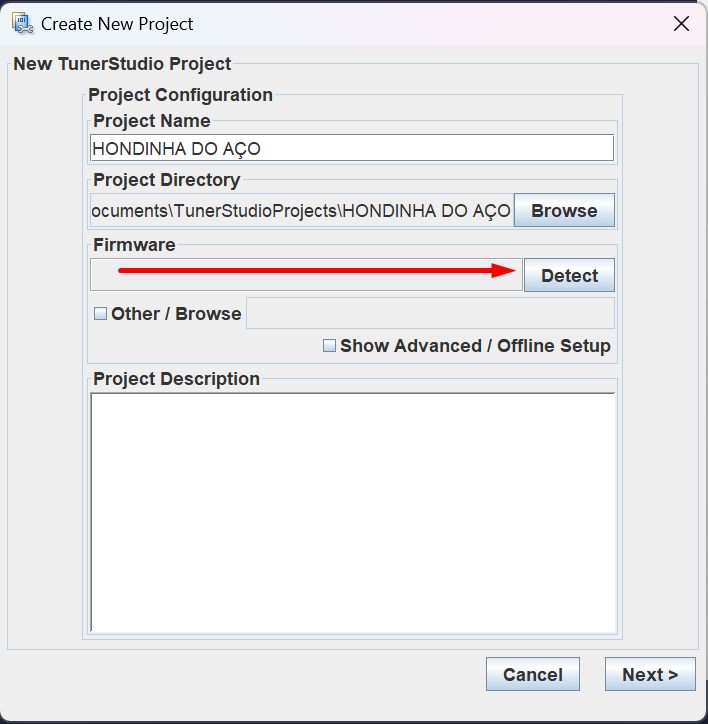 Create New Project
New TunerStudio Project
Project Configuration
Project Name
HONDINHA DO AÇO
Project Directory
ocuments\TunerStudioProjects\HONDINHA DO AÇO Browse
Firmware
Detect
Other / Browse
Show Advanced / Offline Setup
Project Description
Cancel Next >